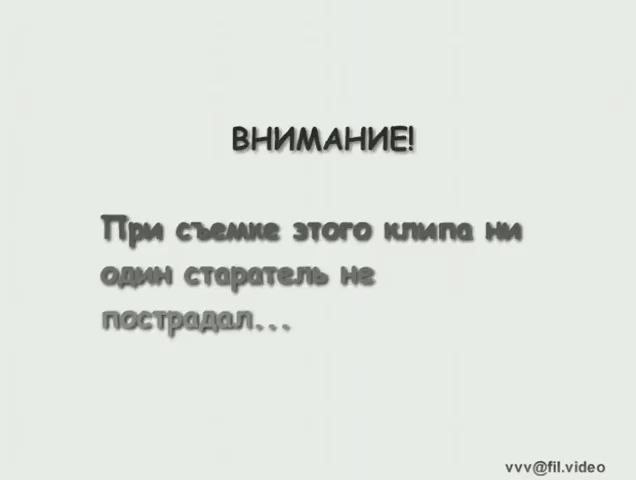 ВНИМАНИЕ!
При съемке этого клипа ни
один старатель не
пострадал...
vvv@fil.video